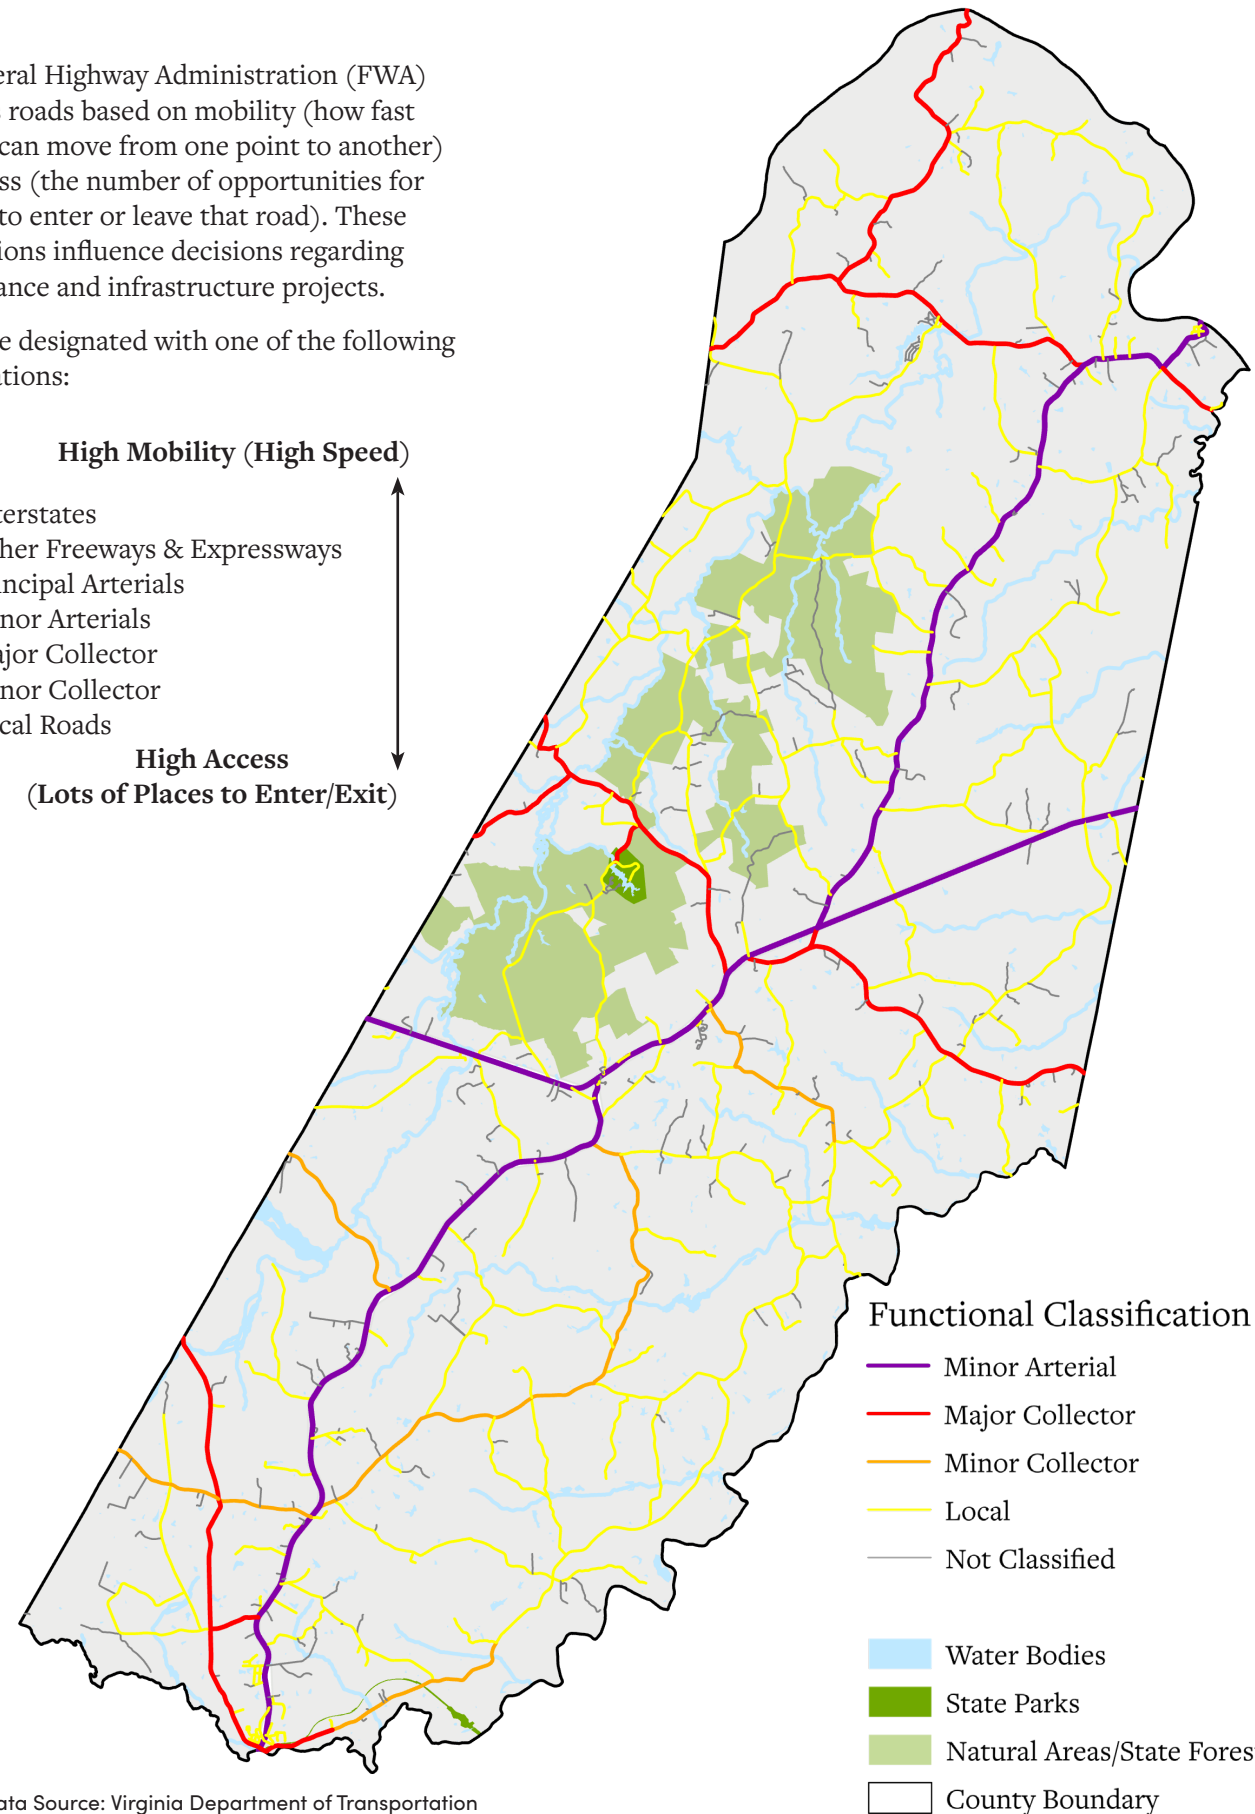 eral Highway Administration (FWA)
s roads based on mobility (how fast
can move from one point to another)
ss (the number of opportunities for
to enter or leave that road). These
tions influence decisions regarding
ance and infrastructure projects.
e designated with one of the following
ations:
High Mobility (High Speed)
terstates
her Freeways & Expressways
incipal Arterials
nor Arterials
ajor Collector
nor Collector
cal Roads
High Access
(Lots of Places to Enter/Exit)
Functional Classification
Minor Arterial
Major Collector
Minor Collector
Local
Not Classified
Water Bodies
State Parks
Natural Areas/State Fores
County Boundary
ata Source: Virginia Department of Transportation